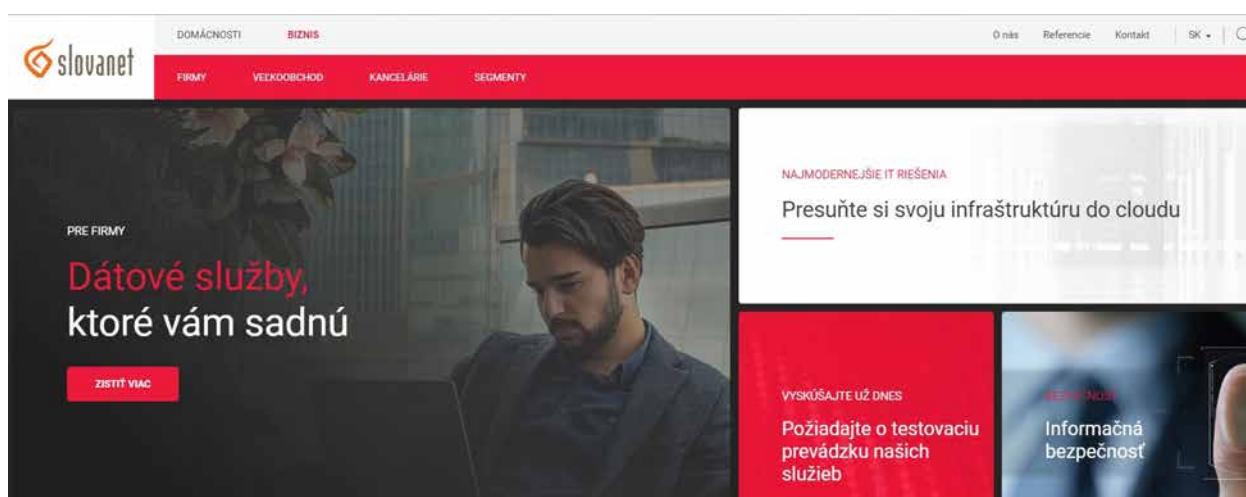 slovanet
DOMÁCNOSTI BIZNIS
O nás Referencie Kontakt SK
FIRMY VEĽKOOBCHOD KANCELÁRIE SEGMENTY
PRE FIRMY
Dátové služby,
ktoré vám sadnú
ZISTIŤ VIAC
NAJMODERNEJŠIE IT RIEŠENIA
Presuňte si svoju infraštruktúru do cloudu
VYSKÚŠAJTE UŽ DNES
Požiadajte o testovaciu
prevádzku našich
služieb
BEZPEČNOSŤ
Informačná
bezpečnosť